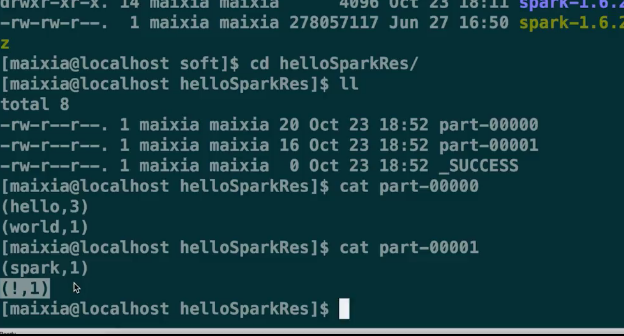 drwxr-xr-x. 14 maixia maixia 4096 Oct 23 18:11 spark-1.6.2
-rw-rw-r--. 1 maixia maixia 278057117 Jun 27 16:50 spark-1.6.2
z
[maixia@localhost soft]$ cd helloSparkRes/
[maixia@localhost helloSparkRes]$ ll
total 8
-rw-r--r--. 1 maixia maixia 20 Oct 23 18:52 part-00000
-rw-r--r--. 1 maixia maixia 16 Oct 23 18:52 part-00001
-rw-r--r--. 1 maixia maixia 0 Oct 23 18:52 _SUCCESS
[maixia@localhost helloSparkRes]$ cat part-00000
(hello,3)
(world,1)
[maixia@localhost helloSparkRes]$ cat part-00001
(spark,1)
(!,1)
[maixia@localhost helloSparkRes]$